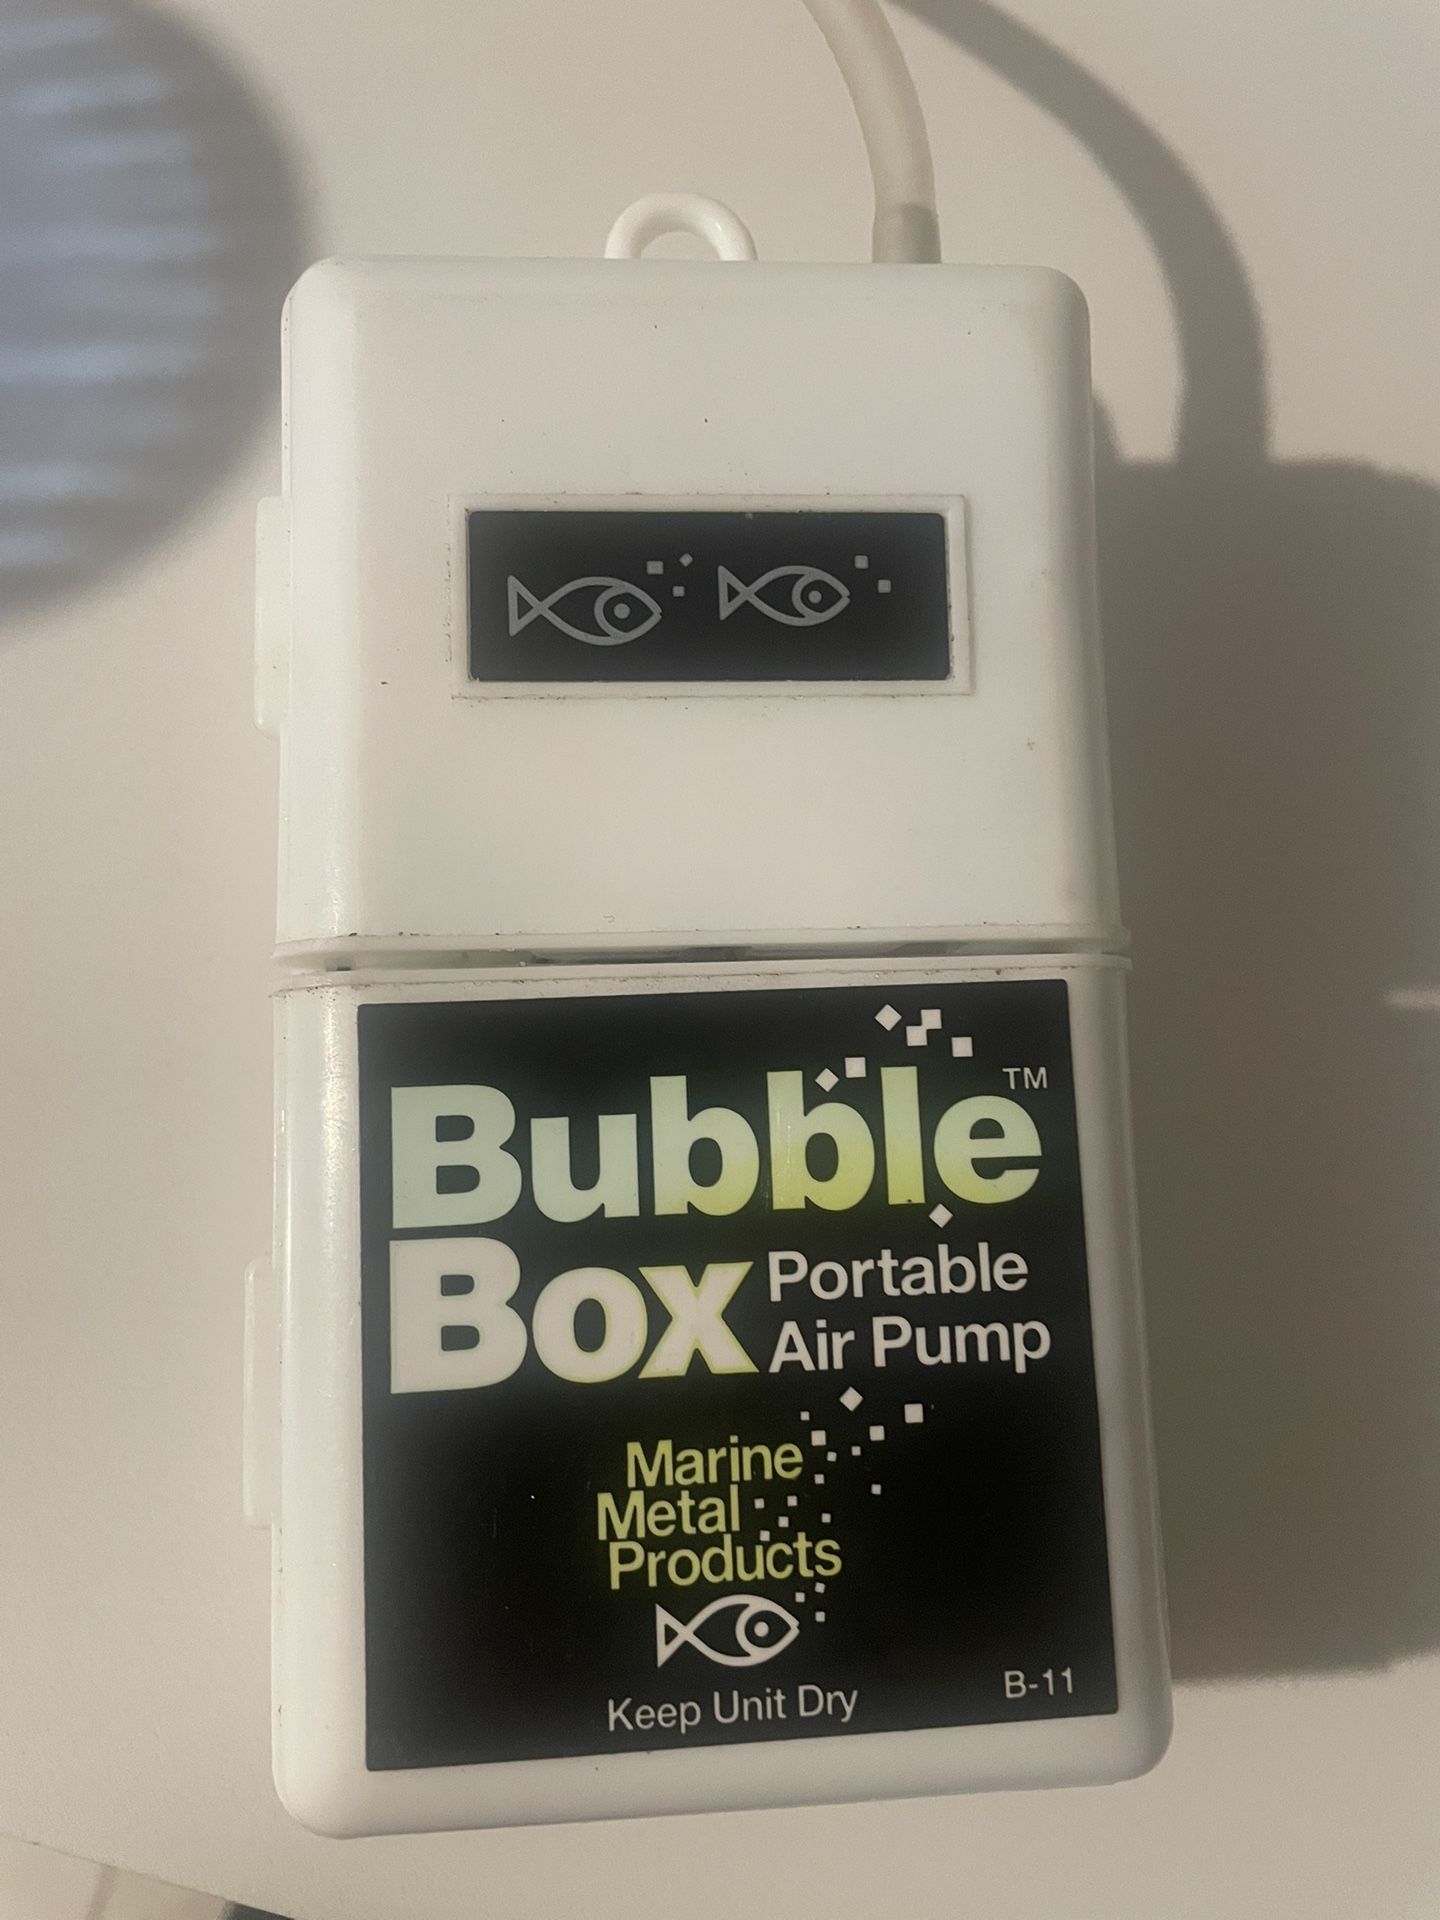 Bubble™
Box Portable
Air Pump
Marine
Metal
Products
Keep Unit Dry
B-11